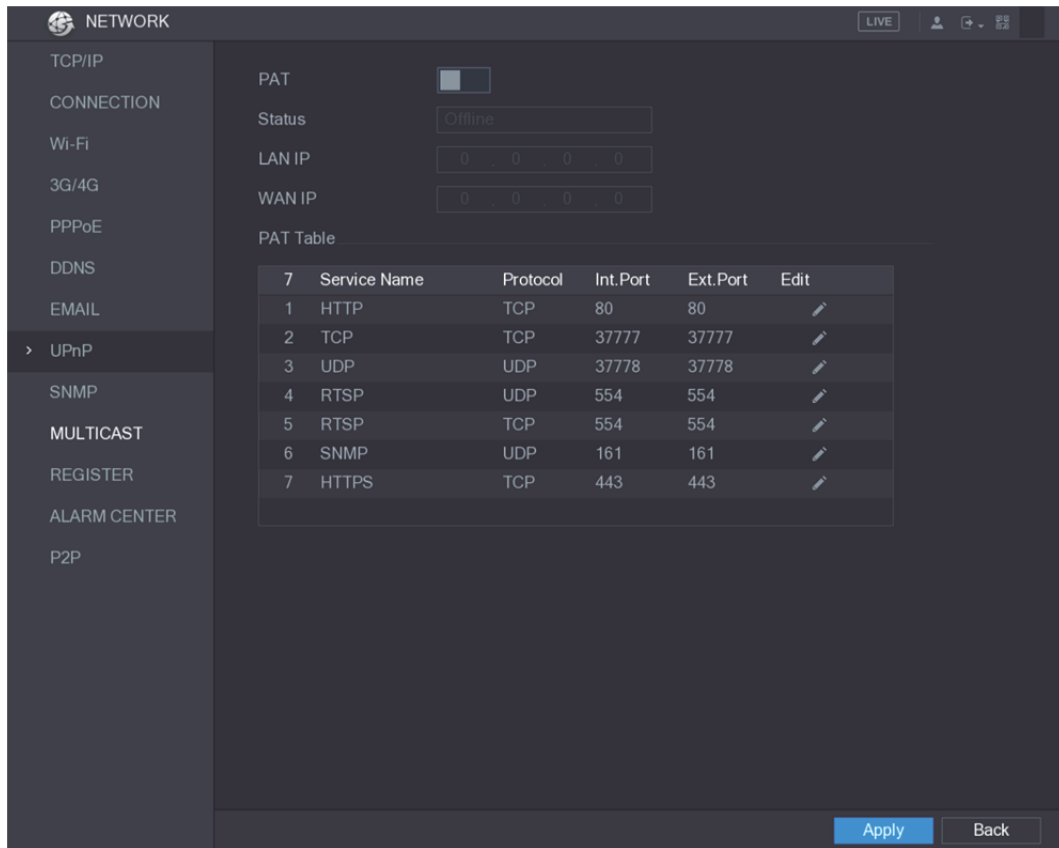 NETWORK
LIVE
TCP/IP
CONNECTION
Wi-Fi
3G/4G
PPPoE
DDNS
EMAIL
> UPnP
SNMP
MULTICAST
REGISTER
ALARM CENTER
P2P
PAT
Status Offline
LAN IP 0 . 0 . 0 . 0
WAN IP 0 . 0 . 0 . 0
PAT Table
7 Service Name Protocol Int.Port Ext.Port Edit
1 HTTP TCP 80 80
2 TCP TCP 37777 37777
3 UDP UDP 37778 37778
4 RTSP UDP 554 554
5 RTSP TCP 554 554
6 SNMP UDP 161 161
7 HTTPS TCP 443 443
Apply Back